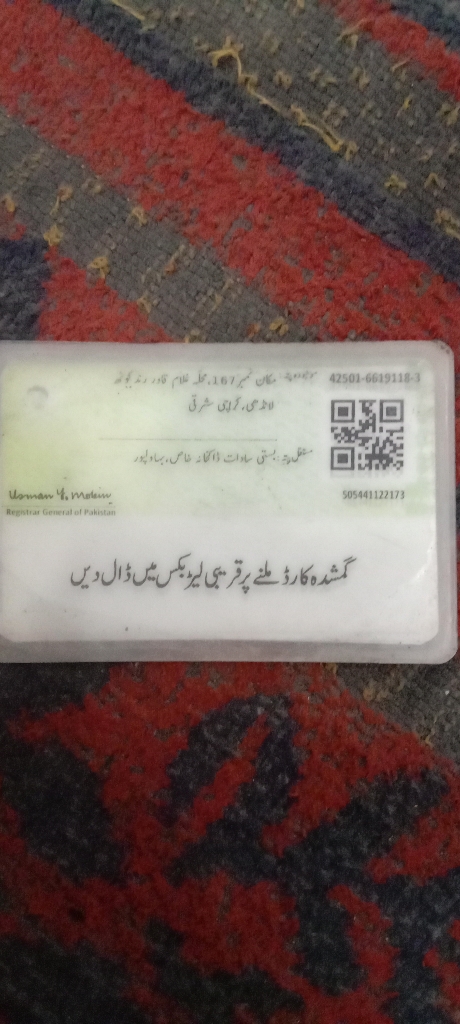 موجودہ پتہ: مکان نمبر 167، محلہ غلام قادر رند گوٹھ
42501-6619118-3
لانڈھی، کراچی شرقی
مستقل پتہ: بستی سادات ڈاکخانہ خاص، بہاولپور
505441122173
Usman Y. Mobin
Registrar General of Pakistan
گمشدہ کارڈ ملنے پر قریبی لیٹر بکس میں ڈال دیں